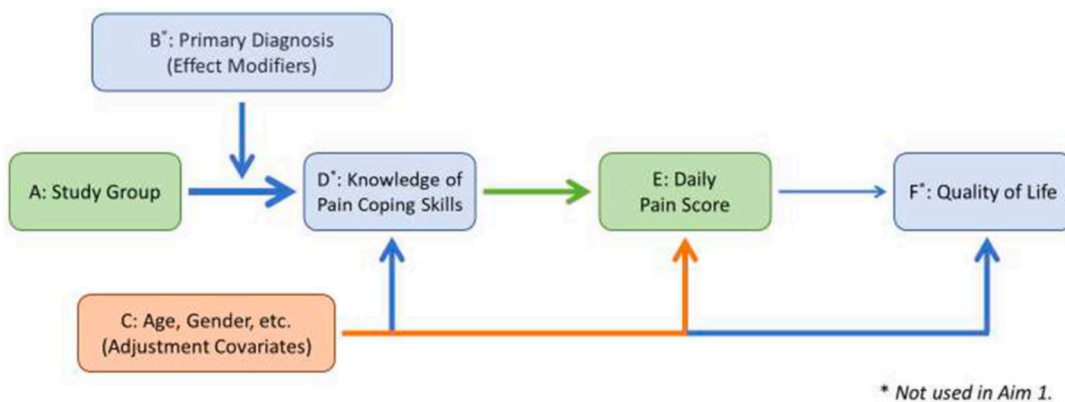 B*: Primary Diagnosis
(Effect Modifiers)
A: Study Group
D*: Knowledge of
Pain Coping Skills
E: Daily
Pain Score
F*: Quality of Life
C: Age, Gender, etc.
(Adjustment Covariates)
* Not used in Aim 1.